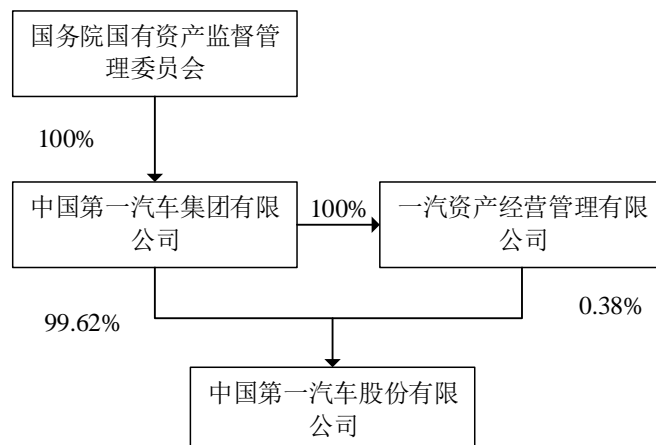 国务院国有资产监督管
理委员会
100%
中国第一汽车集团有限
公司
100%
一汽资产经营管理有限
公司
99.62%
0.38%
中国第一汽车股份有限
公司